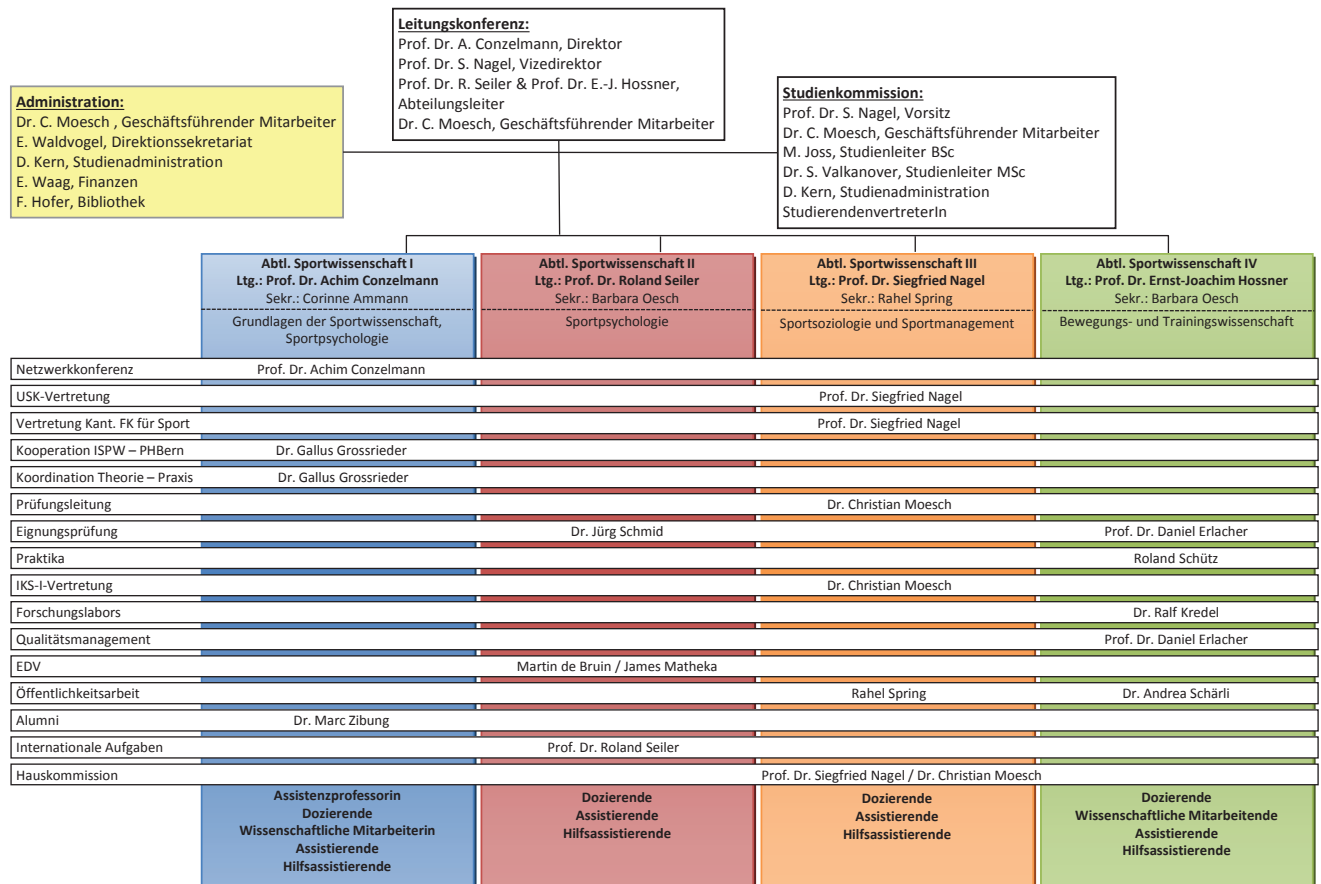 Leitungskonferenz:
Prof. Dr. A. Conzelmann, Direktor
Prof. Dr. S. Nagel, Vizedirektor
Prof. Dr. R. Seiler & Prof. Dr. E.-J. Hossner,
Abteilungsleiter
Dr. C. Moesch, Geschäftsführender Mitarbeiter
Administration:
Dr. C. Moesch , Geschäftsführender Mitarbeiter
E. Waldvogel, Direktionssekretariat
D. Kern, Studienadministration
E. Waag, Finanzen
F. Hofer, Bibliothek
Studienkommission:
Prof. Dr. S. Nagel, Vorsitz
Dr. C. Moesch, Geschäftsführender Mitarbeiter
M. Joss, Studienleiter BSc
Dr. S. Valkanover, Studienleiter MSc
D. Kern, Studienadministration
StudierendenvertreterIn
Abtl. Sportwissenschaft I
Ltg.: Prof. Dr. Achim Conzelmann
Sekr.: Corinne Ammann
Grundlagen der Sportwissenschaft,
Sportpsychologie
Abtl. Sportwissenschaft II
Ltg.: Prof. Dr. Roland Seiler
Sekr.: Barbara Oesch
Sportpsychologie
Abtl. Sportwissenschaft III
Ltg.: Prof. Dr. Siegfried Nagel
Sekr.: Rahel Spring
Sportsoziologie und Sportmanagement
Abtl. Sportwissenschaft IV
Ltg.: Prof. Dr. Ernst-Joachim Hossner
Sekr.: Barbara Oesch
Bewegungs- und Trainingswissenschaft
Netzwerkkonferenz Prof. Dr. Achim Conzelmann
USK-Vertretung Prof. Dr. Siegfried Nagel
Vertretung Kant. FK für Sport Prof. Dr. Siegfried Nagel
Kooperation ISPW – PHBern Dr. Gallus Grossrieder
Koordination Theorie – Praxis Dr. Gallus Grossrieder
Prüfungsleitung Dr. Christian Moesch
Eignungsprüfung Dr. Jürg Schmid Prof. Dr. Daniel Erlacher
Praktika Roland Schütz
IKS-I-Vertretung Dr. Christian Moesch
Forschungslabors Dr. Ralf Kredel
Qualitätsmanagement Prof. Dr. Daniel Erlacher
EDV Martin de Bruin / James Matheka
Öffentlichkeitsarbeit Rahel Spring Dr. Andrea Schärli
Alumni Dr. Marc Zibung
Internationale Aufgaben Prof. Dr. Roland Seiler
Hauskommission Prof. Dr. Siegfried Nagel / Dr. Christian Moesch
Assistenzprofessorin
Dozierende
Wissenschaftliche Mitarbeiterin
Assistierende
Hilfsassistierende
Dozierende
Assistierende
Hilfsassistierende
Dozierende
Assistierende
Hilfsassistierende
Dozierende
Wissenschaftliche Mitarbeitende
Assistierende
Hilfsassistierende